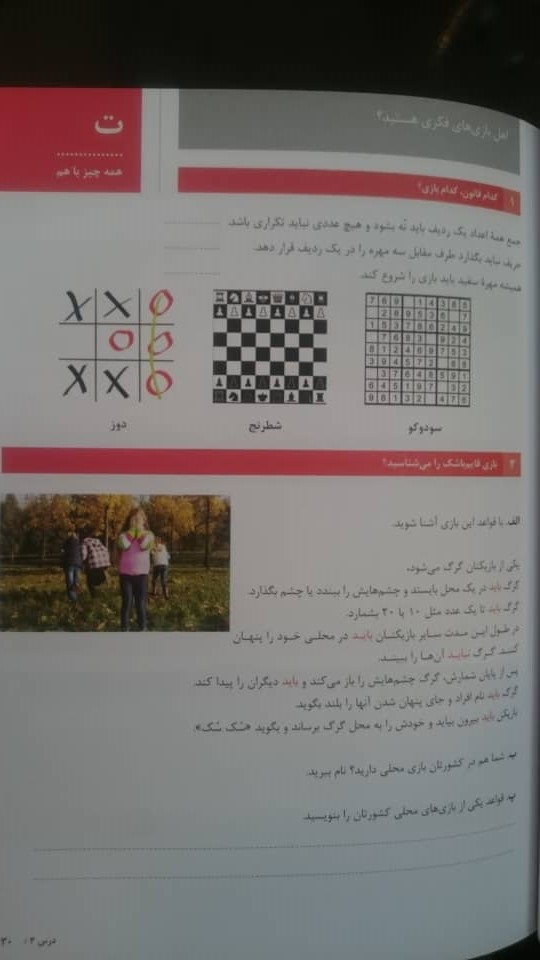 ت
همه چیز با هم
اهل بازی‌های فکری هستید؟
۱ کدام قانون، کدام بازی؟
جمع همهٔ اعداد یک ردیف باید نُه بشود و هیچ عددی نباید تکراری باشد.
حریف نباید بگذارد طرف مقابل سه مهره را در یک ردیف قرار دهد.
همیشه مهرهٔ سفید باید بازی را شروع کند.
سودوکو
شطرنج
دوز
۲ بازی قایم‌باشک را می‌شناسید؟
الف. با قواعد این بازی آشنا شوید.
یکی از بازیکنان گرگ می‌شود.
گرگ باید در یک محل بایستد و چشم‌هایش را ببندد یا چشم بگذارد.
گرگ باید تا یک عدد مثل ۱۰ یا ۲۰ بشمارد.
در طول این مدت سایر بازیکنان باید در محلی خود را پنهان
کنند گرگ نباید آن‌ها را ببیند.
پس از پایان شمارش، گرگ چشم‌هایش را باز می‌کند و باید دیگران را پیدا کند.
گرگ باید نام افراد و جای پنهان شدن آنها را بلند بگوید.
بازیکن باید بیرون بیاید و خودش را به محل گرگ برساند و بگوید «سُک سُک».
ب. شما هم در کشورتان بازی محلی دارید؟ نام ببرید.
پ. قواعد یکی از بازی‌های محلی کشورتان را بنویسید.
درس ۳ / ۳۰